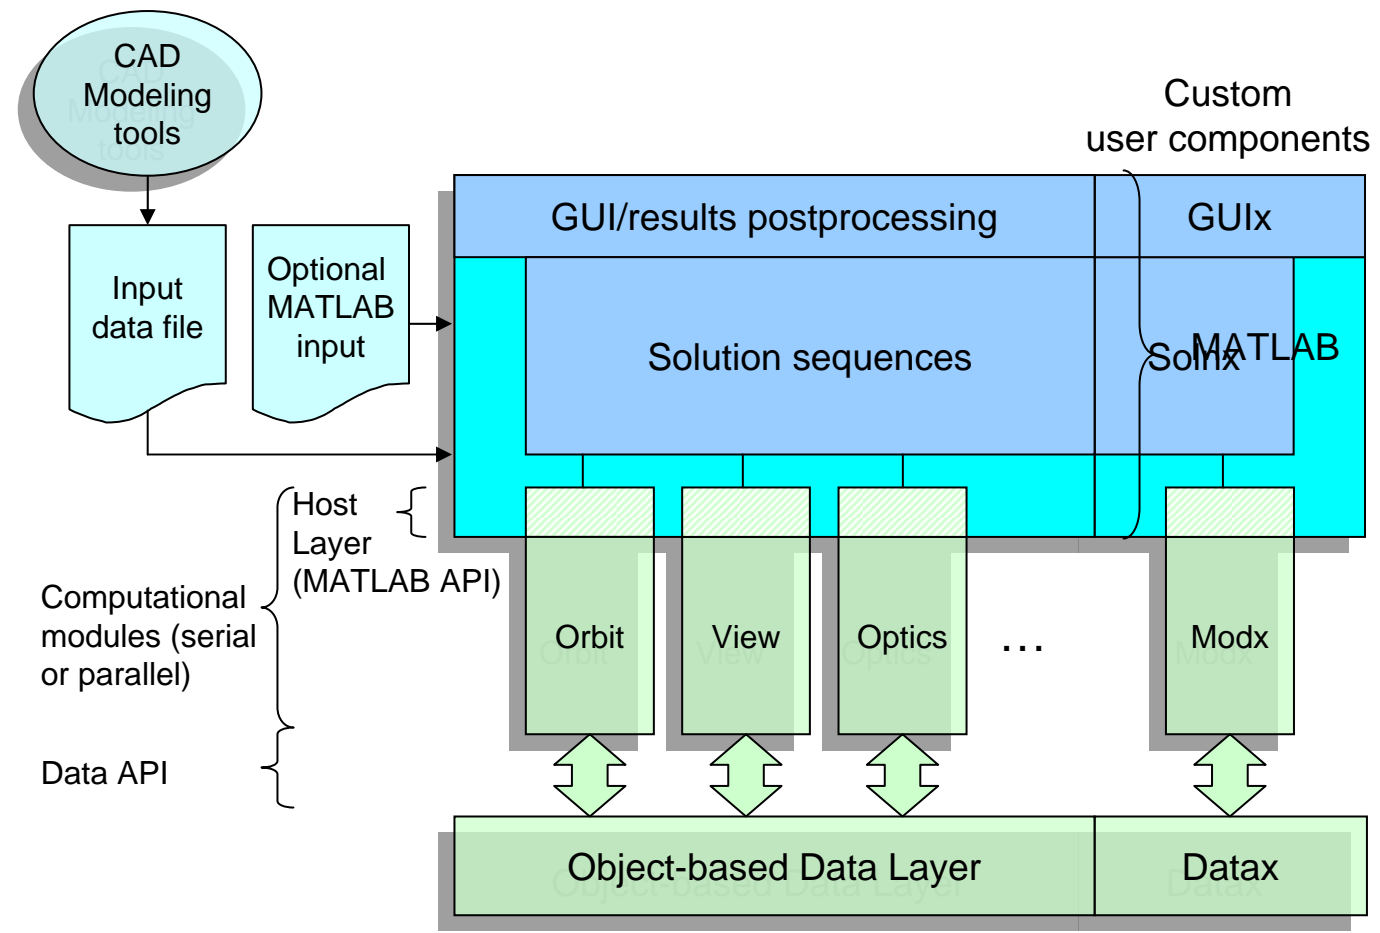 CAD
Modeling
tools
Custom
user components
GUI/results postprocessing
GUIx
Input
data file
Optional
MATLAB
input
Solution sequences
Solnx
MATLAB
Host
Layer
(MATLAB API)
Computational
modules (serial
or parallel)
Orbit
View
Optics
...
Modx
Data API
Object-based Data Layer
Datax